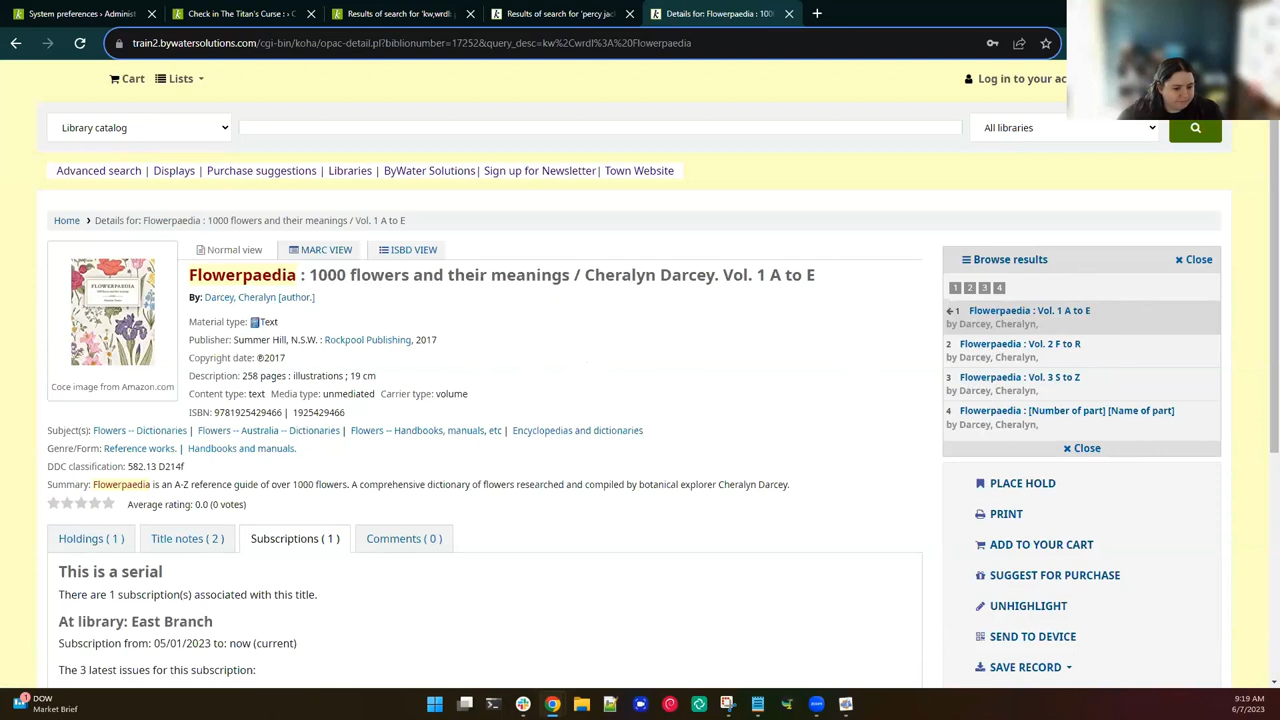 System preferences › Administ
Check in The Titan's Curse : ‹ C
Results of search for 'kw,wrdl:
Results of search for 'percy jack
Details for: Flowerpaedia : 100
train2.bywatersolutions.com/cgi-bin/koha/opac-detail.pl?biblionumber=17252&query_desc=kw%2Cwrdl%3A%20Flowerpaedia
Cart Lists
Log in to your ac
Library catalog
All libraries
Advanced search | Displays | Purchase suggestions | Libraries | ByWater Solutions | Sign up for Newsletter | Town Website
Home › Details for: Flowerpaedia : 1000 flowers and their meanings / Vol. 1 A to E
Normal view MARC VIEW ISBD VIEW
FLOWERPAEDIA
Coce image from Amazon.com
Flowerpaedia : 1000 flowers and their meanings / Cheralyn Darcey. Vol. 1 A to E
By: Darcey, Cheralyn [author.]
Material type: Text
Publisher: Summer Hill, N.S.W. : Rockpool Publishing, 2017
Copyright date: ℗2017
Description: 258 pages : illustrations ; 19 cm
Content type: text Media type: unmediated Carrier type: volume
ISBN: 9781925429466 | 1925429466
Subject(s): Flowers -- Dictionaries | Flowers -- Australia -- Dictionaries | Flowers -- Handbooks, manuals, etc | Encyclopedias and dictionaries
Genre/Form: Reference works. | Handbooks and manuals.
DDC classification: 582.13 D214f
Summary: Flowerpaedia is an A-Z reference guide of over 1000 flowers. A comprehensive dictionary of flowers researched and compiled by botanical explorer Cheralyn Darcey.
Average rating: 0.0 (0 votes)
Holdings ( 1 ) Title notes ( 2 ) Subscriptions ( 1 ) Comments ( 0 )
This is a serial
There are 1 subscription(s) associated with this title.
At library: East Branch
Subscription from: 05/01/2023 to: now (current)
The 3 latest issues for this subscription:
Browse results Close
1 2 3 4
1 Flowerpaedia : Vol. 1 A to E
by Darcey, Cheralyn,
2 Flowerpaedia : Vol. 2 F to R
by Darcey, Cheralyn,
3 Flowerpaedia : Vol. 3 S to Z
by Darcey, Cheralyn,
4 Flowerpaedia : [Number of part] [Name of part]
by Darcey, Cheralyn,
Close
PLACE HOLD
PRINT
ADD TO YOUR CART
SUGGEST FOR PURCHASE
UNHIGHLIGHT
SEND TO DEVICE
SAVE RECORD
1
DOW
Market Brief
9:19 AM
6/7/2023